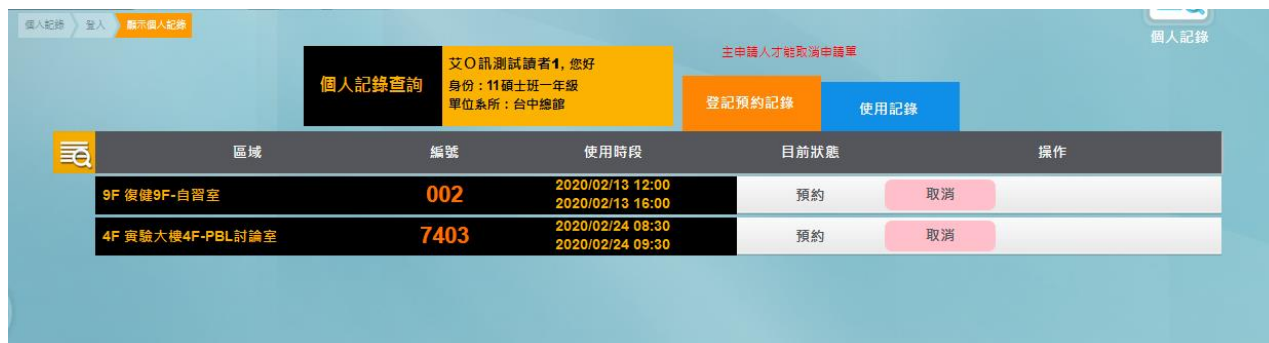 個人記錄 登入 顯示個人記錄
個人記錄
主申請人才能取消申請單
個人記錄查詢
艾O訊測試讀者1, 您好
身份：11碩士班一年級
單位系所：台中總館
登記預約記錄
使用記錄
區域 編號 使用時段 目前狀態 操作
9F 復健9F-自習室 002 2020/02/13 12:00 預約 取消
2020/02/13 16:00
4F 實驗大樓4F-PBL討論室 7403 2020/02/24 08:30 預約 取消
2020/02/24 09:30